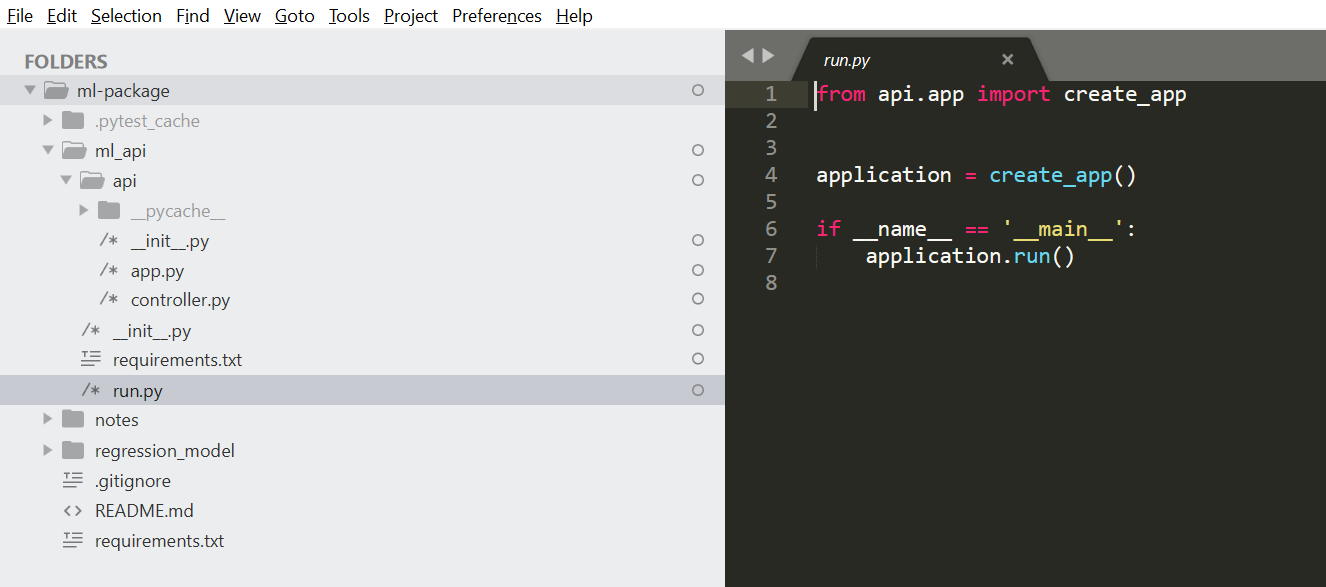 File Edit Selection Find View Goto Tools Project Preferences Help
FOLDERS
ml-package
.pytest_cache
ml_api
api
__pycache__
/* __init__.py
/* app.py
/* controller.py
/* __init__.py
requirements.txt
/* run.py
notes
regression_model
.gitignore
<> README.md
requirements.txt
run.py ×
1 from api.app import create_app
2
3
4 application = create_app()
5
6 if __name__ == '__main__':
7     application.run()
8